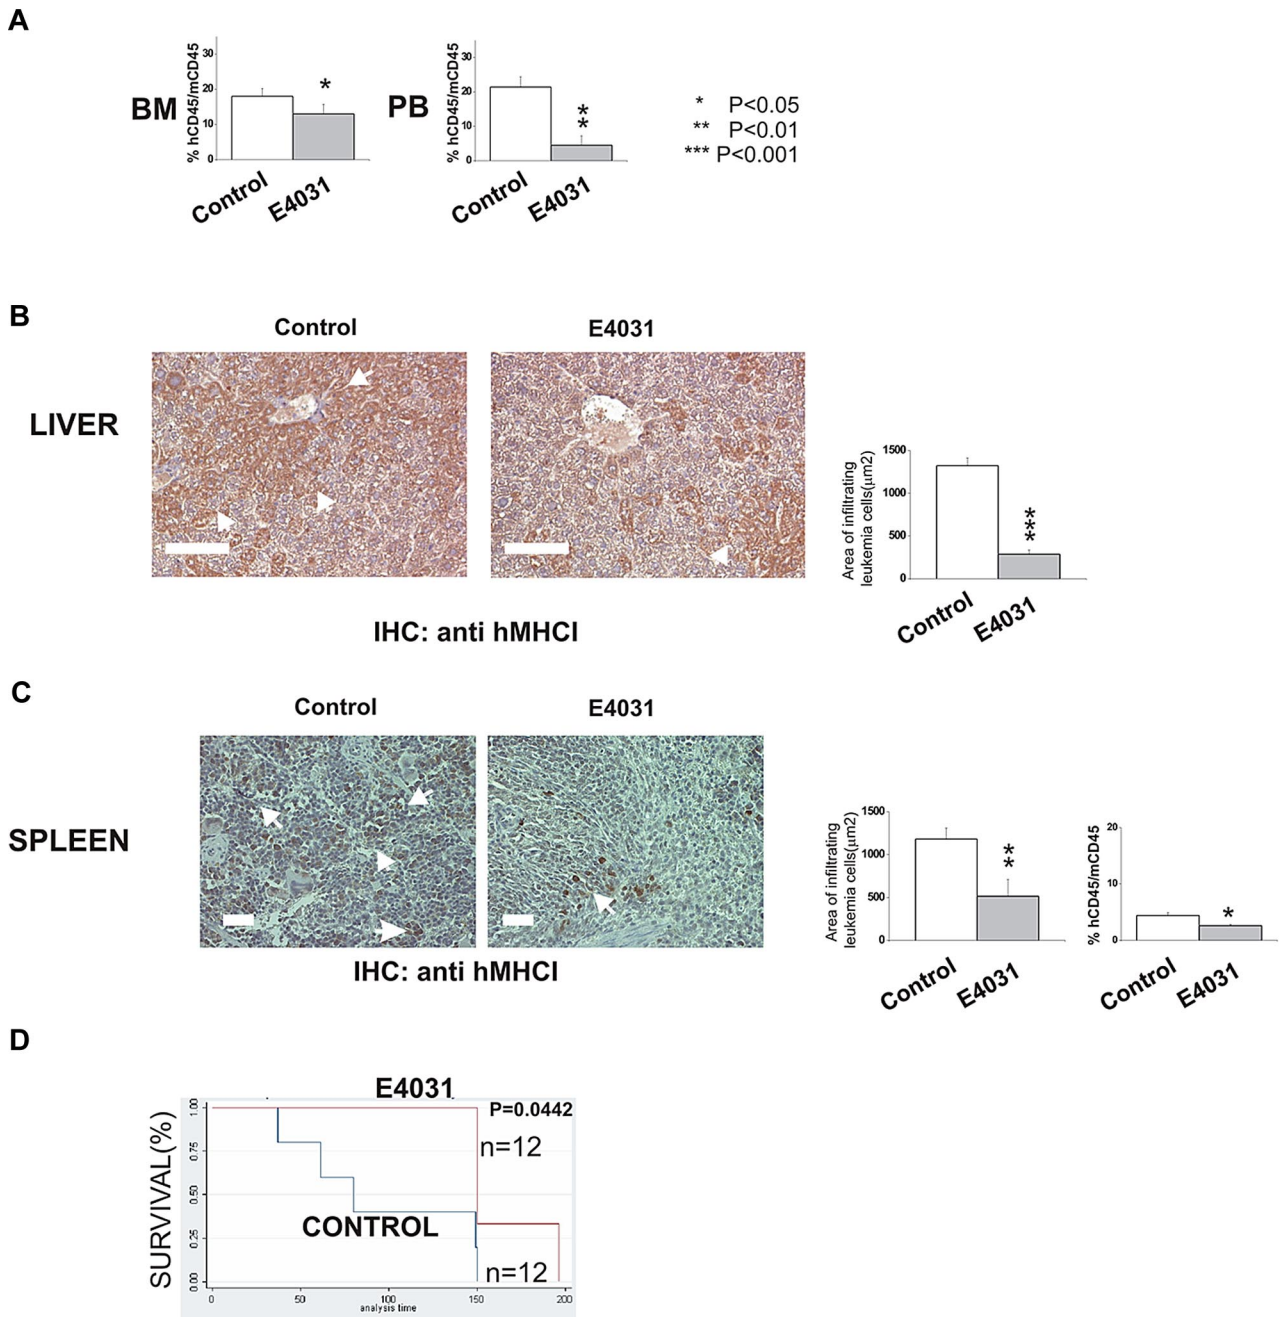 A
BM
% hCD45/mCD45
30
20
10
0
*
Control
E4031
PB
% hCD45/mCD45
30
20
10
0
**
Control
E4031
* P<0.05
** P<0.01
*** P<0.001
B
Control
E4031
LIVER
IHC: anti hMHCI
Area of infiltrating
leukemia cells(μm2)
1500
1000
500
0
***
Control
E4031
C
Control
E4031
SPLEEN
IHC: anti hMHCI
Area of infiltrating
leukemia cells(μm2)
1500
1000
500
0
**
Control
E4031
% hCD45/mCD45
20
10
0
*
Control
E4031
D
E4031
P=0.0442
n=12
SURVIVAL(%)
1.00
0.75
0.50
0.25
0.00
CONTROL
n=12
0
50
100
150
200
analysis time